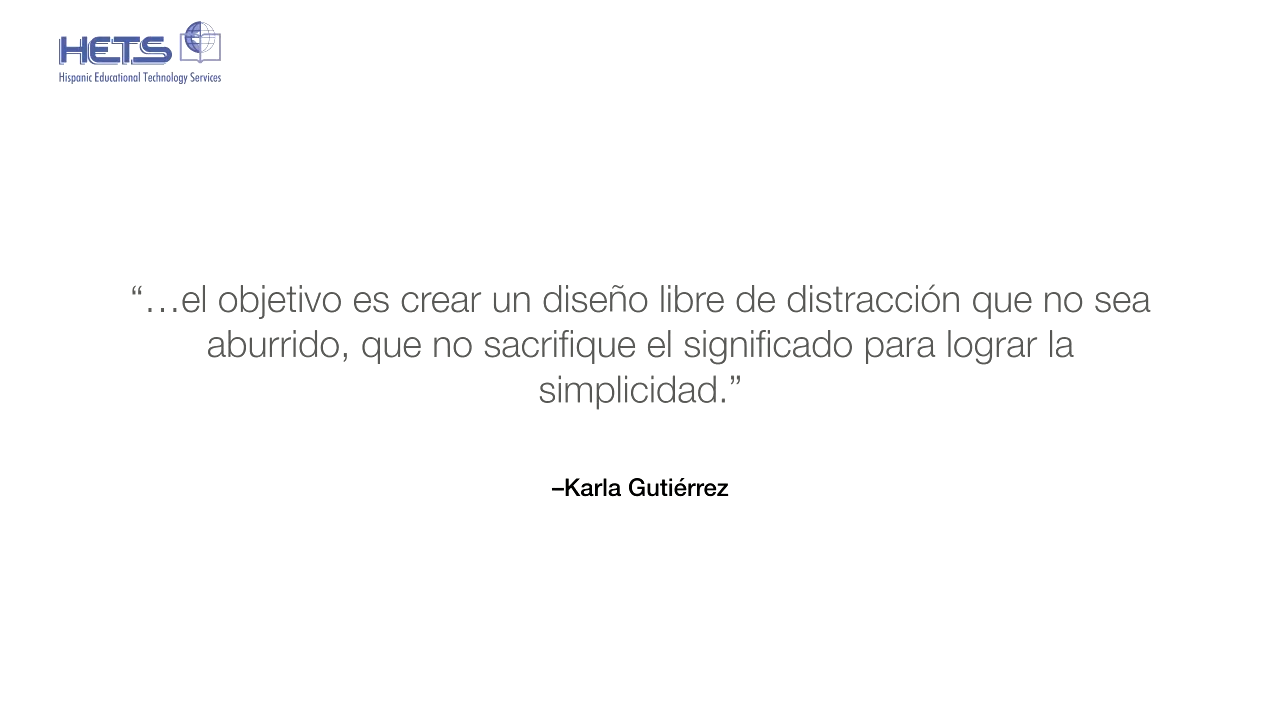 HETS
Hispanic Educational Technology Services
“…el objetivo es crear un diseño libre de distracción que no sea
aburrido, que no sacrifique el significado para lograr la
simplicidad.”
–Karla Gutiérrez